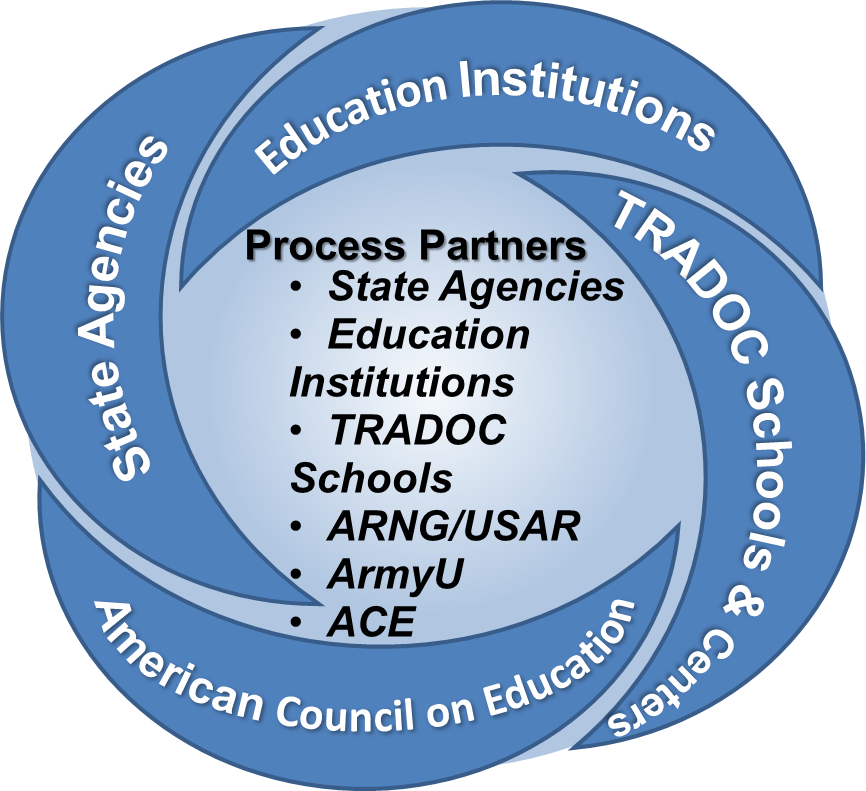 Education Institutions
State Agencies
TRADOC Schools & Centers
American Council on Education
Process Partners
• State Agencies
• Education
Institutions
• TRADOC
Schools
• ARNG/USAR
• ArmyU
• ACE